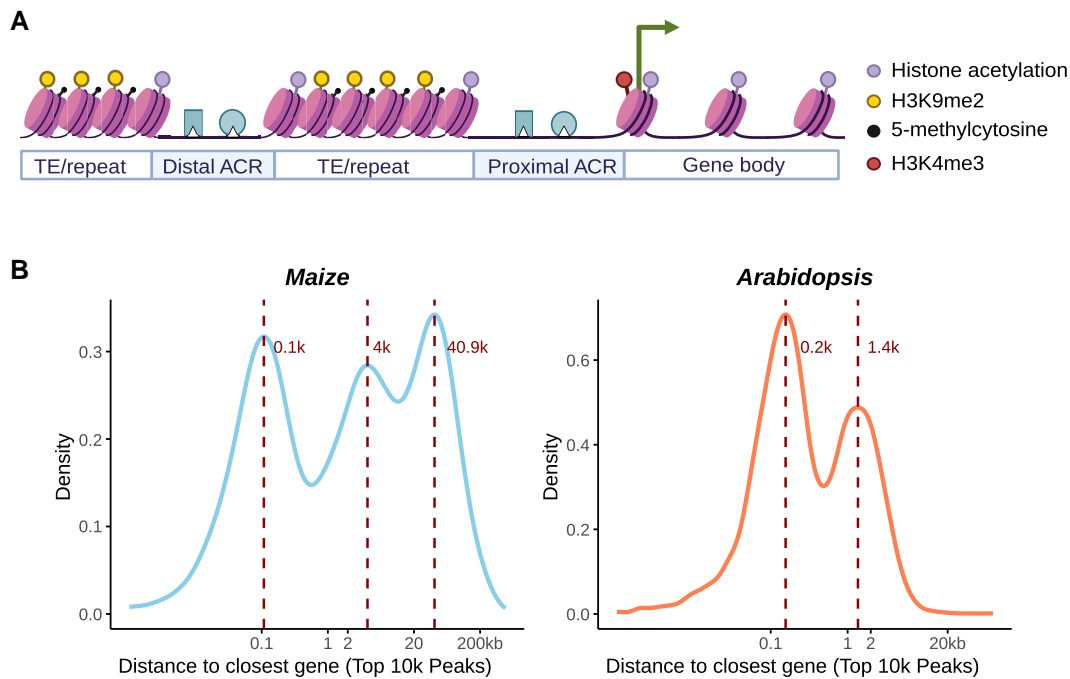 A
Histone acetylation
H3K9me2
5-methylcytosine
H3K4me3
TE/repeat Distal ACR TE/repeat Proximal ACR Gene body
B
Maize
0.3
0.2
0.1
0.0
Density
0.1k 4k 40.9k
0.1 1 2 20 200kb
Distance to closest gene (Top 10k Peaks)
Arabidopsis
0.6
0.4
0.2
0.0
Density
0.2k 1.4k
0.1 1 2 20kb
Distance to closest gene (Top 10k Peaks)